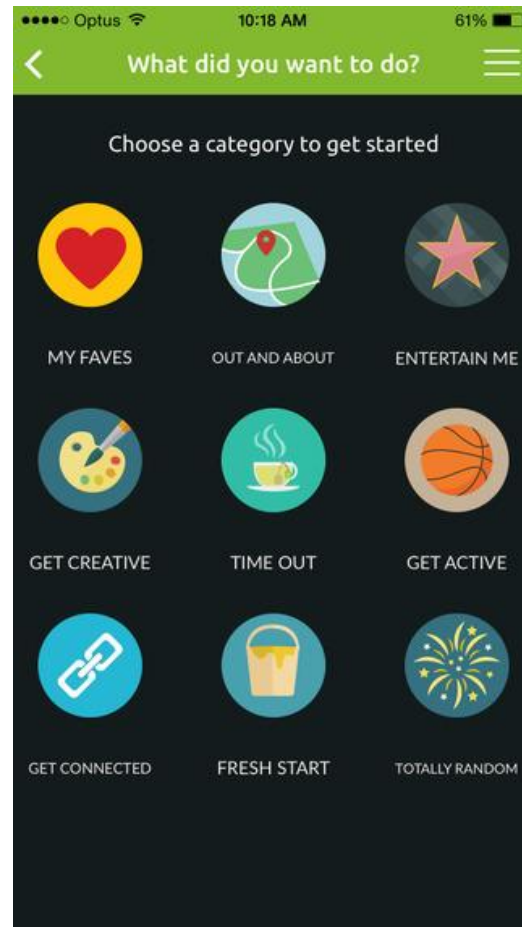 Optus 10:18 AM 61%
What did you want to do?
Choose a category to get started
MY FAVES OUT AND ABOUT ENTERTAIN ME
GET CREATIVE TIME OUT GET ACTIVE
GET CONNECTED FRESH START TOTALLY RANDOM